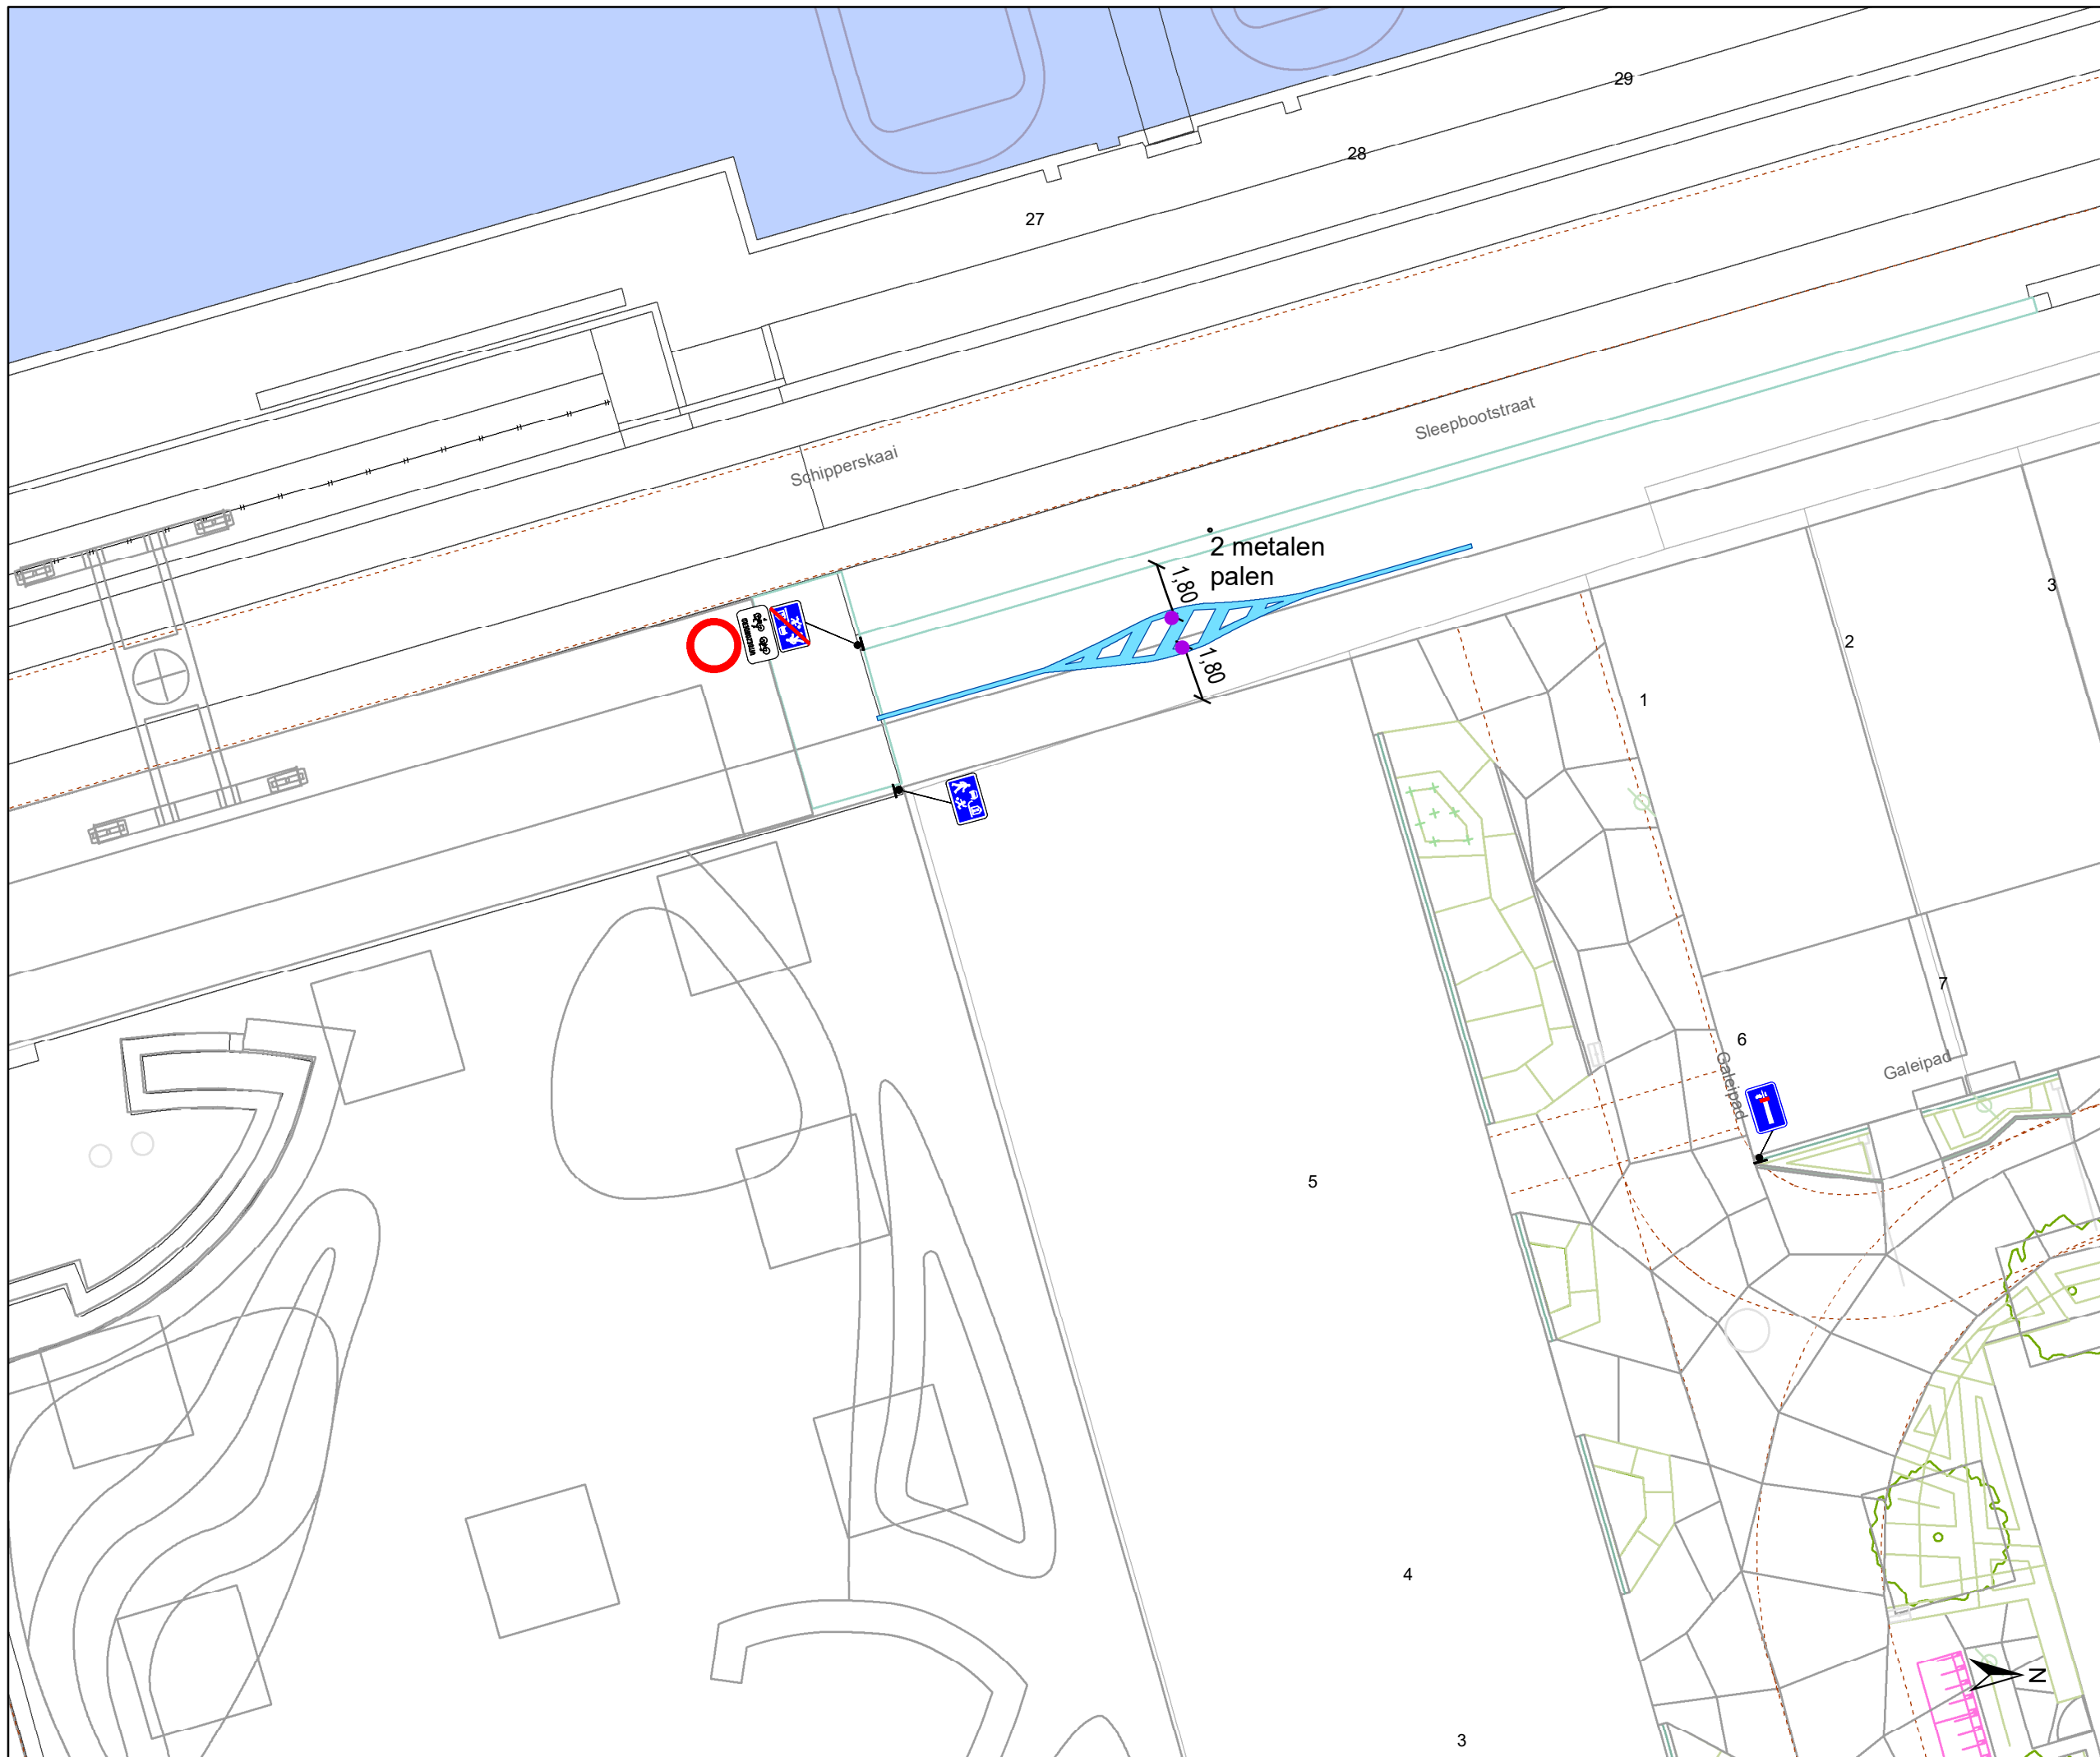 29
28
27
Sleepbootstraat
Schipperskaai
2 metalen
palen
1,80
1,80
3
2
1
7
6
Galeipad
Galeipad
5
4
N
3